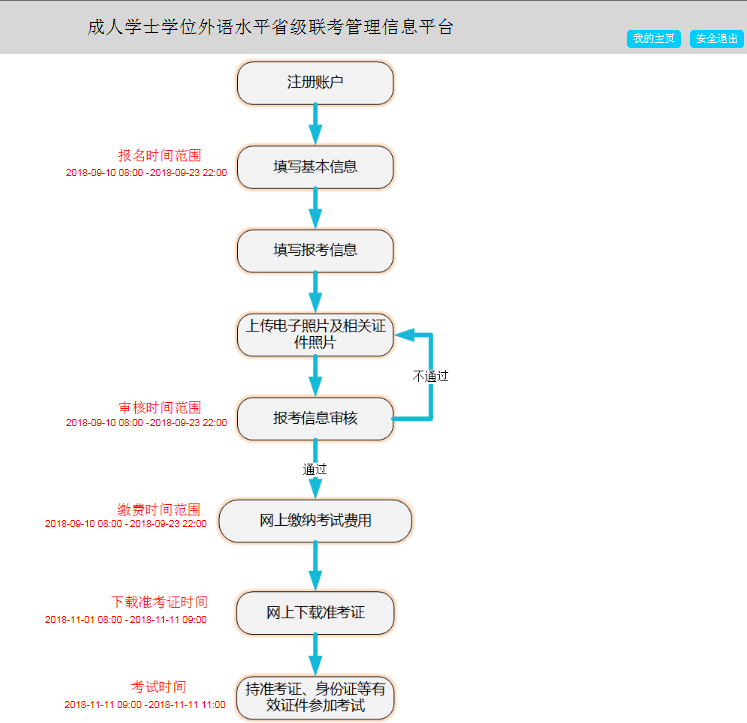 成人学士学位外语水平省级联考管理信息平台
我的主页 安全退出
注册账户
报名时间范围
2018-09-10 08:00 - 2018-09-23 22:00
填写基本信息
填写报考信息
上传电子照片及相关证
件照片
不通过
审核时间范围
2018-09-10 08:00 - 2018-09-23 22:00
报考信息审核
通过
缴费时间范围
2018-09-10 08:00 - 2018-09-23 22:00
网上缴纳考试费用
下载准考证时间
2018-11-01 08:00 - 2018-11-11 09:00
网上下载准考证
考试时间
2018-11-11 09:00 - 2018-11-11 11:00
持准考证、身份证等有
效证件参加考试